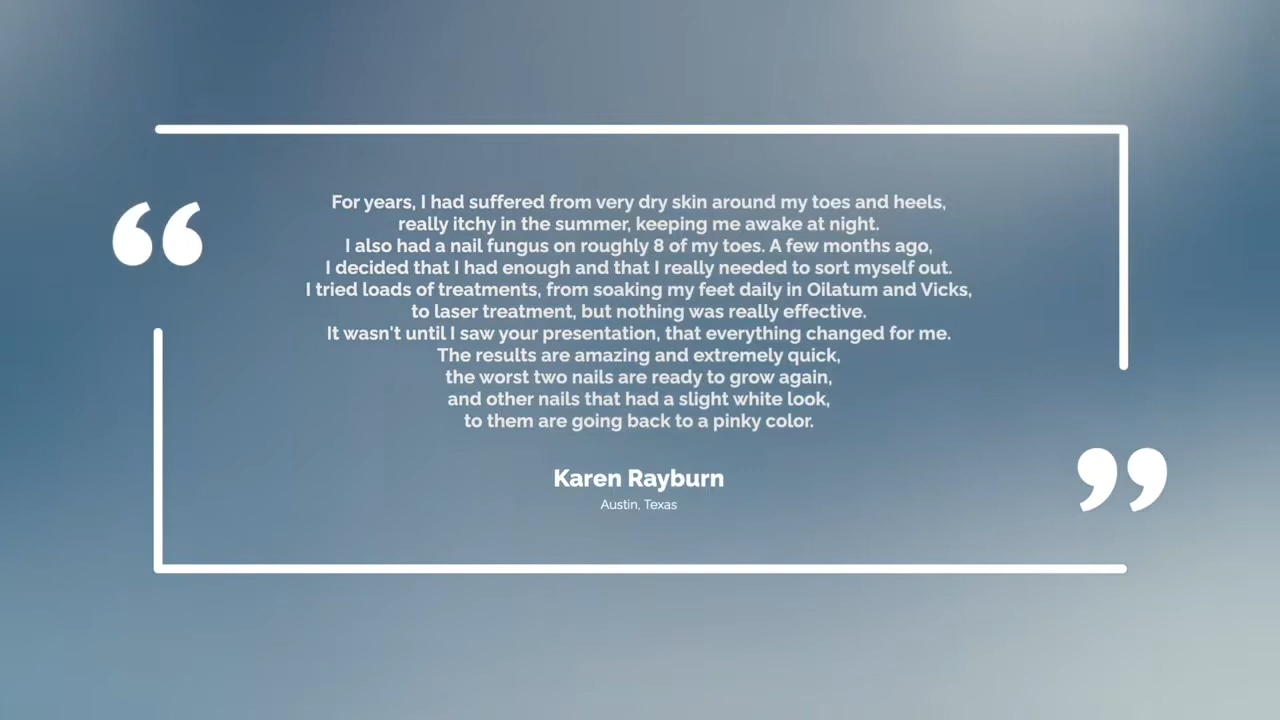 For years, I had suffered from very dry skin around my toes and heels,
really itchy in the summer, keeping me awake at night.
I also had a nail fungus on roughly 8 of my toes. A few months ago,
I decided that I had enough and that I really needed to sort myself out.
I tried loads of treatments, from soaking my feet daily in Oilatum and Vicks,
to laser treatment, but nothing was really effective.
It wasn't until I saw your presentation, that everything changed for me.
The results are amazing and extremely quick,
the worst two nails are ready to grow again,
and other nails that had a slight white look,
to them are going back to a pinky color.
Karen Rayburn
Austin, Texas